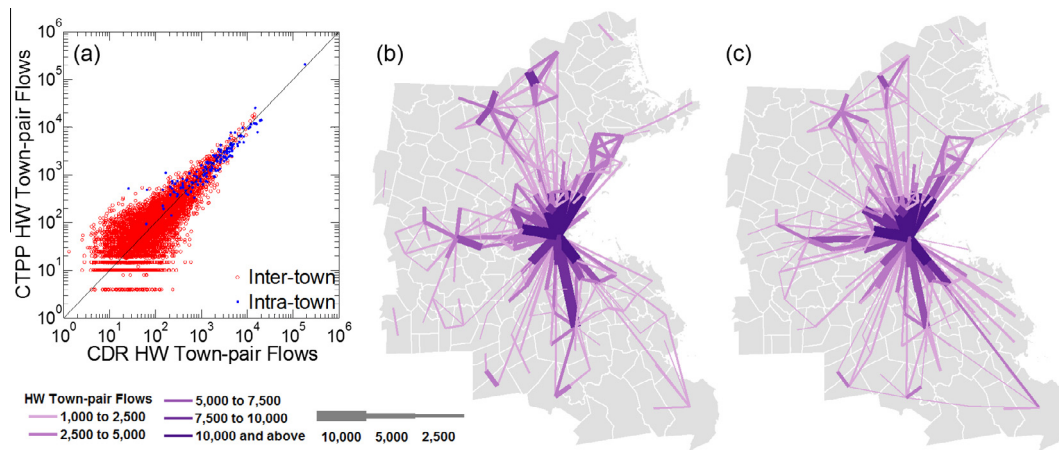 (a)
(b)
(c)
CTPP HW Town-pair Flows
10^6
10^5
10^4
10^3
10^2
10^1
10^0
Inter-town
Intra-town
10^0 10^1 10^2 10^3 10^4 10^5 10^6
CDR HW Town-pair Flows
HW Town-pair Flows
1,000 to 2,500
2,500 to 5,000
5,000 to 7,500
7,500 to 10,000
10,000 and above
10,000 5,000 2,500